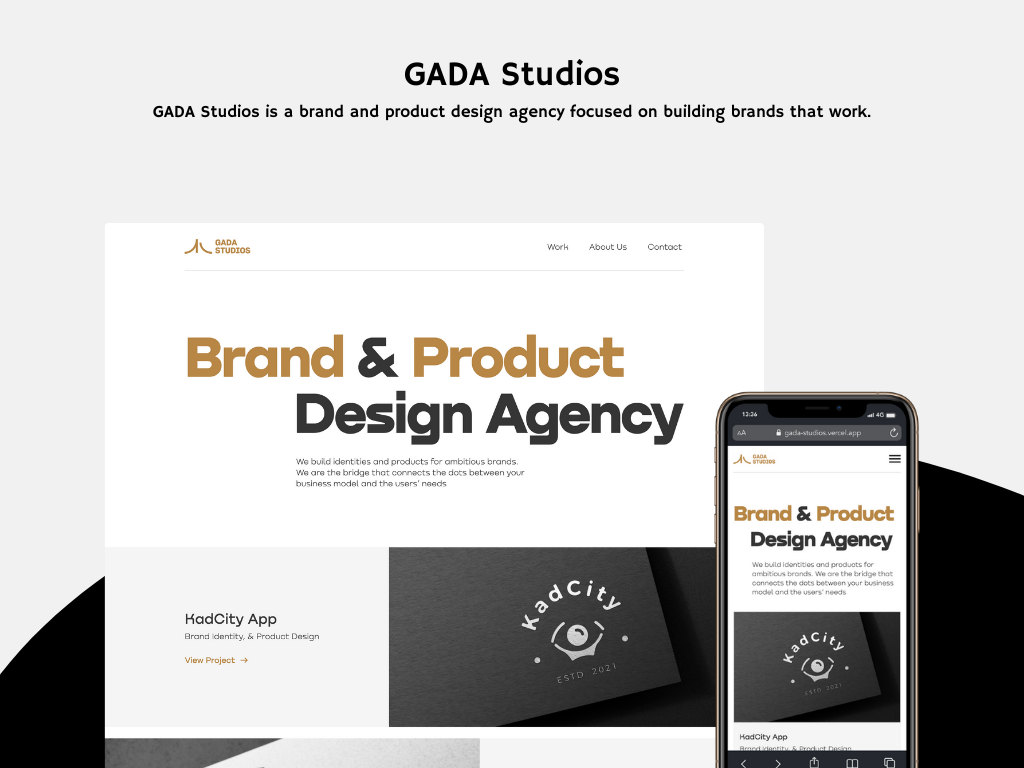 GADA Studios
GADA Studios is a brand and product design agency focused on building brands that work.
GADA
STUDIOS
Work
About Us
Contact
Brand & Product
Design Agency
We build identities and products for ambitious brands.
We are the bridge that connects the dots between your
business model and the users' needs
KadCity App
Brand Identity, & Product Design
View Project →
KadCity
ESTD 2021
13:36
4G
AA
gada-studios.vercel.app
GADA
STUDIOS
Brand & Product
Design Agency
We build identities and products for
ambitious brands. We are the bridge that
connects the dots between your business
model and the users' needs
KadCity
ESTD 2021
KadCity App
Brand Identity, & Product Design